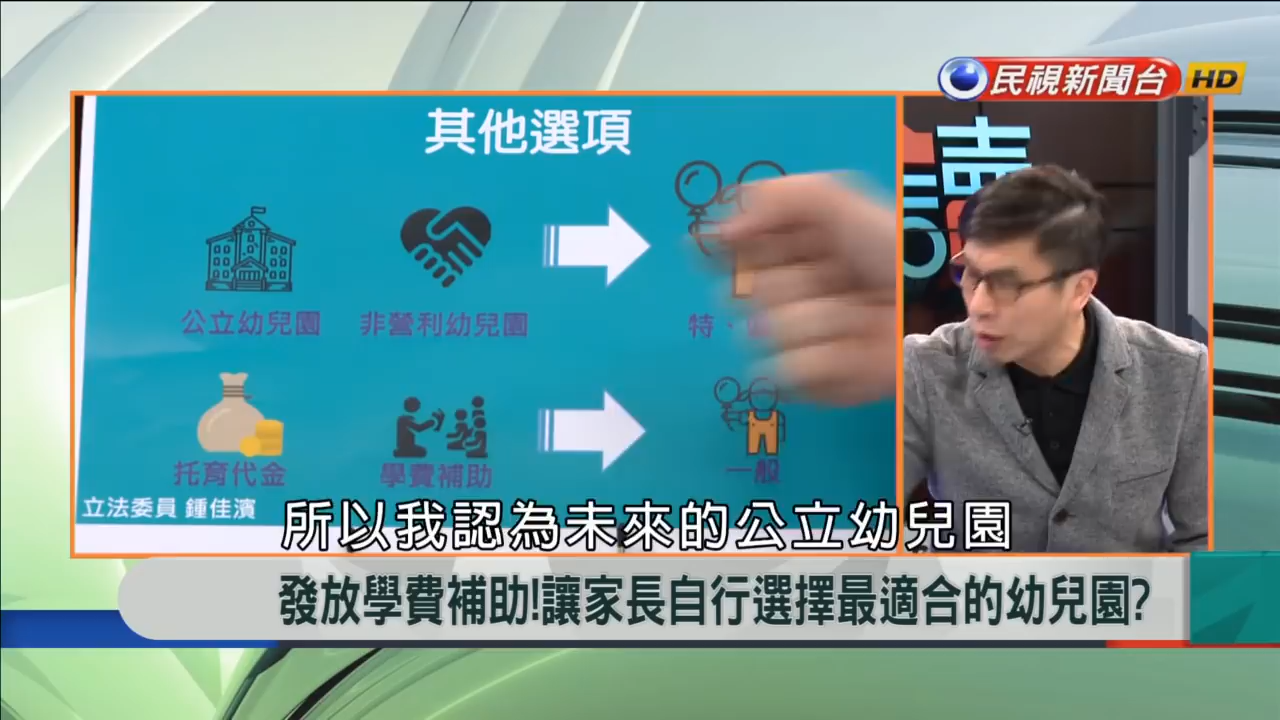 民視新聞台 HD
其他選項
公立幼兒園 非營利幼兒園 特、
托育代金 學費補助 一般
立法委員 鍾佳濱
所以我認為未來的公立幼兒園
發放學費補助!讓家長自行選擇最適合的幼兒園?